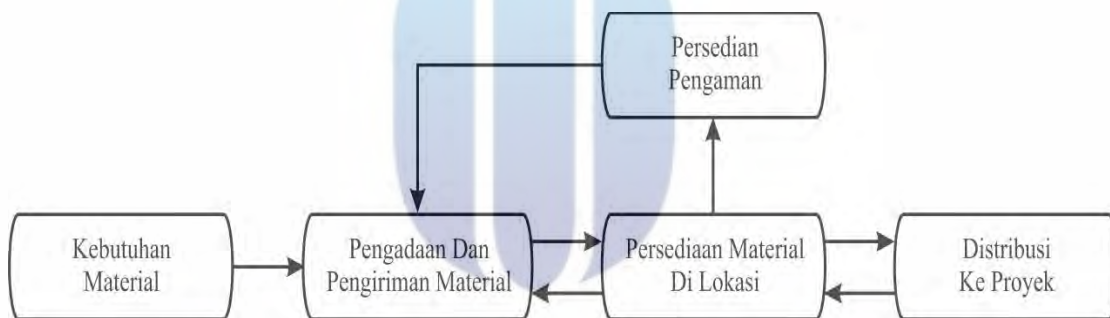 Persedian
Pengaman
Kebutuhan
Material
Pengadaan Dan
Pengiriman Material
Persediaan Material
Di Lokasi
Distribusi
Ke Proyek